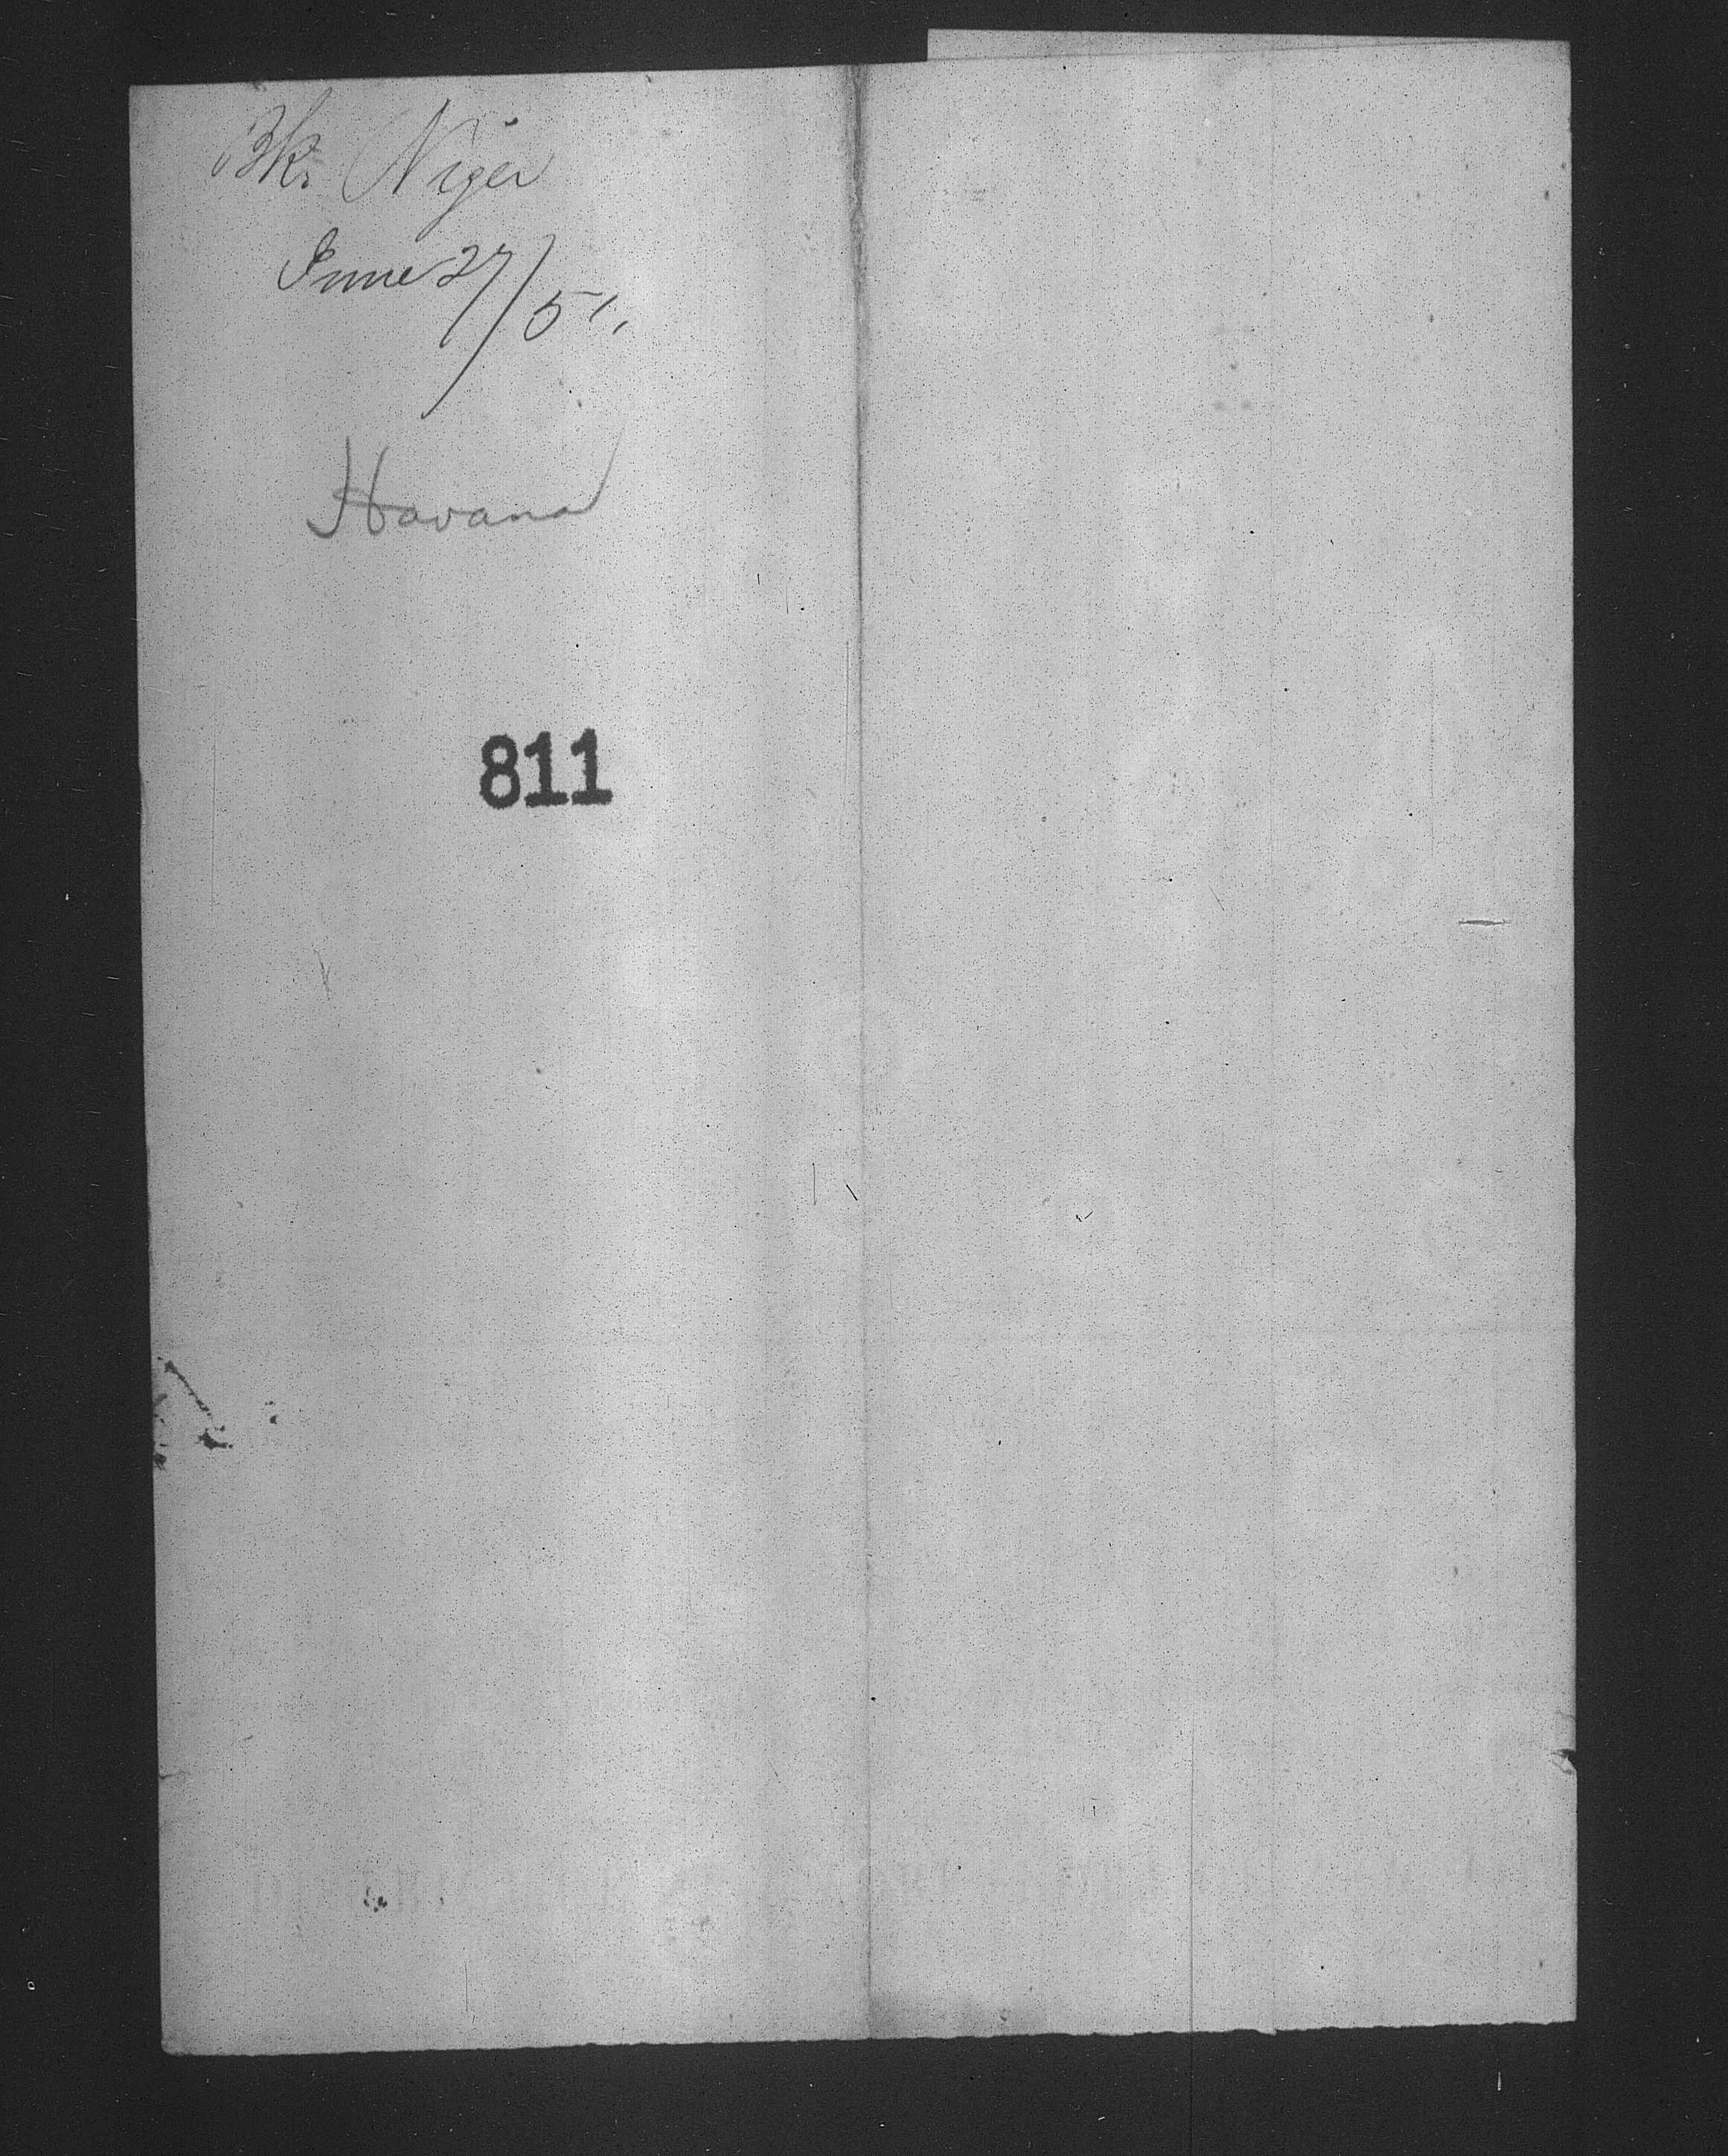 Bk. Niger
June 27/51.
Havana
811